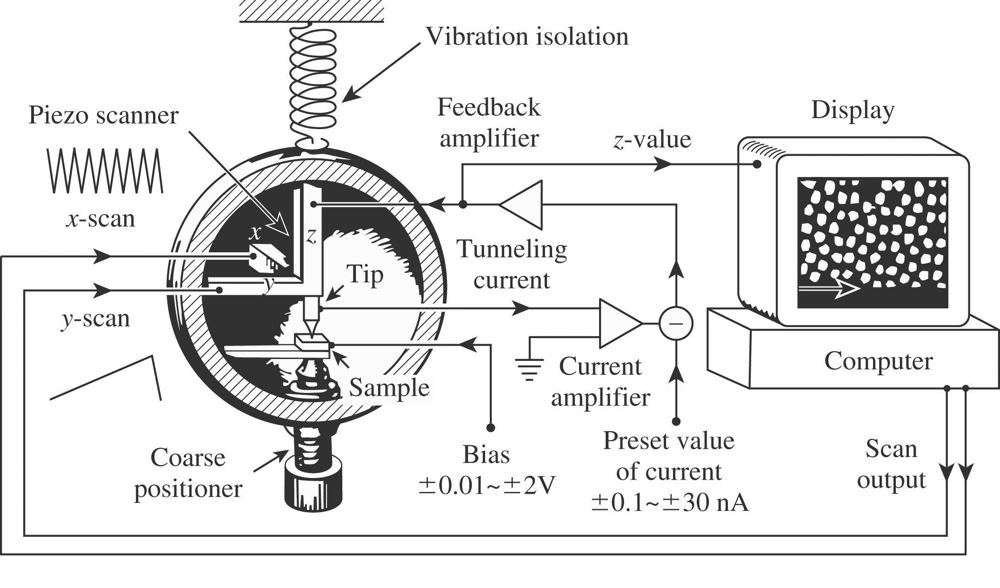 Vibration isolation
Piezo scanner
Feedback
amplifier
z-value
Display
x-scan
x
z
y
Tip
Tunneling
current
y-scan
−
Sample
Current
amplifier
Computer
Coarse
positioner
Bias
±0.01~±2V
Preset value
of current
±0.1~±30 nA
Scan
output